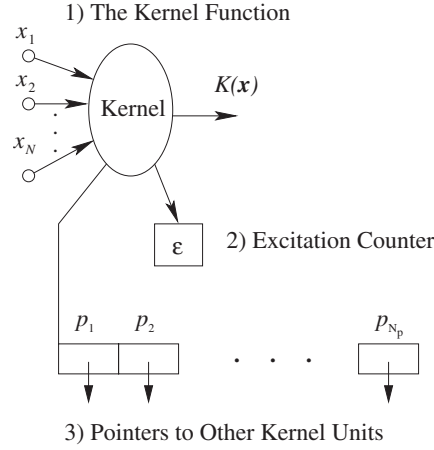 1) The Kernel Function
x1
x2
xN
Kernel
K(x)
ε
2) Excitation Counter
p1
p2
pNp
3) Pointers to Other Kernel Units